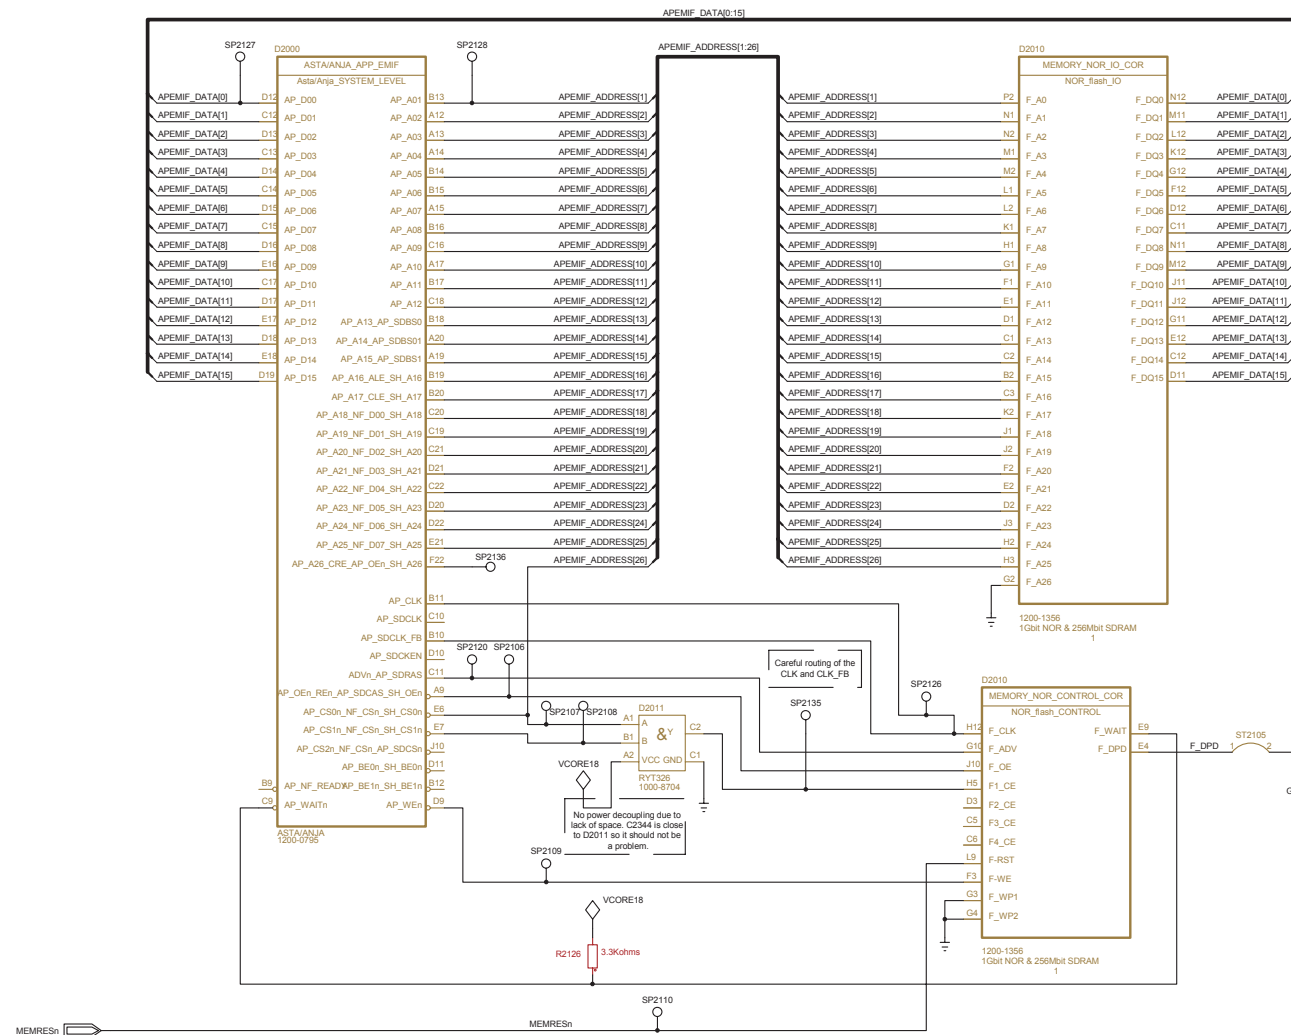 APEMIF_DATA[0:15]
SP2127
D2000
SP2128
APEMIF_ADDRESS[1:26]
D2010
ASTA/ANJA_APP_EMIF
MEMORY_NOR_IO_COR
Asta/Anja_SYSTEM_LEVEL
NOR_flash_IO
APEMIF_DATA[0] D12 AP_D00 AP_A01 B13 APEMIF_ADDRESS[1] APEMIF_ADDRESS[1] P2 F_A0 F_DQ0 N12 APEMIF_DATA[0]
APEMIF_DATA[1] C12 AP_D01 AP_A02 A12 APEMIF_ADDRESS[2] APEMIF_ADDRESS[2] N1 F_A1 F_DQ1 M11 APEMIF_DATA[1]
APEMIF_DATA[2] D13 AP_D02 AP_A03 A13 APEMIF_ADDRESS[3] APEMIF_ADDRESS[3] N2 F_A2 F_DQ2 L12 APEMIF_DATA[2]
APEMIF_DATA[3] C13 AP_D03 AP_A04 A14 APEMIF_ADDRESS[4] APEMIF_ADDRESS[4] M1 F_A3 F_DQ3 K12 APEMIF_DATA[3]
APEMIF_DATA[4] D14 AP_D04 AP_A05 B14 APEMIF_ADDRESS[5] APEMIF_ADDRESS[5] M2 F_A4 F_DQ4 G12 APEMIF_DATA[4]
APEMIF_DATA[5] C14 AP_D05 AP_A06 B15 APEMIF_ADDRESS[6] APEMIF_ADDRESS[6] L1 F_A5 F_DQ5 F12 APEMIF_DATA[5]
APEMIF_DATA[6] D15 AP_D06 AP_A07 A15 APEMIF_ADDRESS[7] APEMIF_ADDRESS[7] L2 F_A6 F_DQ6 D12 APEMIF_DATA[6]
APEMIF_DATA[7] C15 AP_D07 AP_A08 B16 APEMIF_ADDRESS[8] APEMIF_ADDRESS[8] K1 F_A7 F_DQ7 C11 APEMIF_DATA[7]
APEMIF_DATA[8] D16 AP_D08 AP_A09 C16 APEMIF_ADDRESS[9] APEMIF_ADDRESS[9] H1 F_A8 F_DQ8 N11 APEMIF_DATA[8]
APEMIF_DATA[9] E16 AP_D09 AP_A10 A17 APEMIF_ADDRESS[10] APEMIF_ADDRESS[10] G1 F_A9 F_DQ9 M12 APEMIF_DATA[9]
APEMIF_DATA[10] C17 AP_D10 AP_A11 B17 APEMIF_ADDRESS[11] APEMIF_ADDRESS[11] F1 F_A10 F_DQ10 J11 APEMIF_DATA[10]
APEMIF_DATA[11] D17 AP_D11 AP_A12 C18 APEMIF_ADDRESS[12] APEMIF_ADDRESS[12] E1 F_A11 F_DQ11 J12 APEMIF_DATA[11]
APEMIF_DATA[12] E17 AP_D12 AP_A13_AP_SDBS0 B18 APEMIF_ADDRESS[13] APEMIF_ADDRESS[13] D1 F_A12 F_DQ12 G11 APEMIF_DATA[12]
APEMIF_DATA[13] D18 AP_D13 AP_A14_AP_SDBS01 A20 APEMIF_ADDRESS[14] APEMIF_ADDRESS[14] C1 F_A13 F_DQ13 E12 APEMIF_DATA[13]
APEMIF_DATA[14] E18 AP_D14 AP_A15_AP_SDBS1 A19 APEMIF_ADDRESS[15] APEMIF_ADDRESS[15] C2 F_A14 F_DQ14 C12 APEMIF_DATA[14]
APEMIF_DATA[15] D19 AP_D15 AP_A16_ALE_SH_A16 B19 APEMIF_ADDRESS[16] APEMIF_ADDRESS[16] B2 F_A15 F_DQ15 D11 APEMIF_DATA[15]
AP_A17_CLE_SH_A17 B20 APEMIF_ADDRESS[17] APEMIF_ADDRESS[17] C3 F_A16
AP_A18_NF_D00_SH_A18 C20 APEMIF_ADDRESS[18] APEMIF_ADDRESS[18] K2 F_A17
AP_A19_NF_D01_SH_A19 C19 APEMIF_ADDRESS[19] APEMIF_ADDRESS[19] J1 F_A18
AP_A20_NF_D02_SH_A20 C21 APEMIF_ADDRESS[20] APEMIF_ADDRESS[20] J2 F_A19
AP_A21_NF_D03_SH_A21 D21 APEMIF_ADDRESS[21] APEMIF_ADDRESS[21] F2 F_A20
AP_A22_NF_D04_SH_A22 C22 APEMIF_ADDRESS[22] APEMIF_ADDRESS[22] E2 F_A21
AP_A23_NF_D05_SH_A23 D20 APEMIF_ADDRESS[23] APEMIF_ADDRESS[23] D2 F_A22
AP_A24_NF_D06_SH_A24 D22 APEMIF_ADDRESS[24] APEMIF_ADDRESS[24] J3 F_A23
AP_A25_NF_D07_SH_A25 E21 APEMIF_ADDRESS[25] APEMIF_ADDRESS[25] H2 F_A24
AP_A26_CRE_AP_OEn_SH_A26 F22 SP2136 APEMIF_ADDRESS[26] APEMIF_ADDRESS[26] H3 F_A25
G2 F_A26
AP_CLK B11
AP_SDCLK C10
1200-1356
1Gbit NOR & 256Mbit SDRAM
1
AP_SDCLK_FB B10
AP_SDCKEN D10
SP2120 SP2106
ADVn_AP_SDRAS C11
AP_OEn_REn_AP_SDCAS_SH_OEn A9
AP_CS0n_NF_CSn_SH_CS0n E6
AP_CS1n_NF_CSn_SH_CS1n E7
AP_CS2n_NF_CSn_AP_SDCSn J10
AP_BE0n_SH_BE0n D11
B9 AP_NF_READY AP_BE1n_SH_BE1n B12
C9 AP_WAITn AP_WEn D9
ASTA/ANJA
1200-0795
SP2107 SP2108
D2011
A1 A C2
&
Y
B1 B
A2 VCC GND C1
RYT326
1000-8704
VCORE18
No power decoupling due to
lack of space. C2344 is close
to D2011 so it should not be
a problem.
Careful routing of the
CLK and CLK_FB
SP2135
SP2126
D2010
MEMORY_NOR_CONTROL_COR
NOR_flash_CONTROL
H12 F_CLK F_WAIT E9
G10 F_ADV F_DPD E4 F_DPD 1 ST2105 2
J10 F_OE
H5 F1_CE
G
D3 F2_CE
C5 F3_CE
C6 F4_CE
L9 F-RST
F3 F-WE
G3 F_WP1
G4 F_WP2
1200-1356
1Gbit NOR & 256Mbit SDRAM
1
SP2109
VCORE18
R2126 3.3Kohms
SP2110
MEMRESn MEMRESn